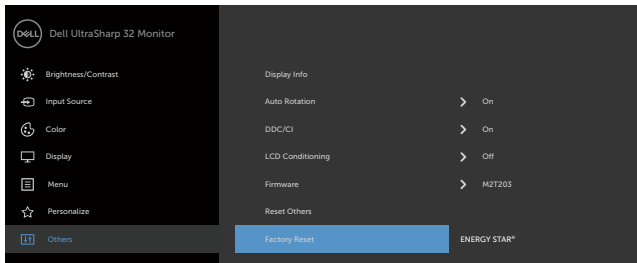 DELL Dell UltraSharp 32 Monitor
Brightness/Contrast Display Info
Input Source Auto Rotation On
Color DDC/CI On
Display LCD Conditioning Off
Menu Firmware M2T203
Personalize Reset Others
Others Factory Reset ENERGY STAR®